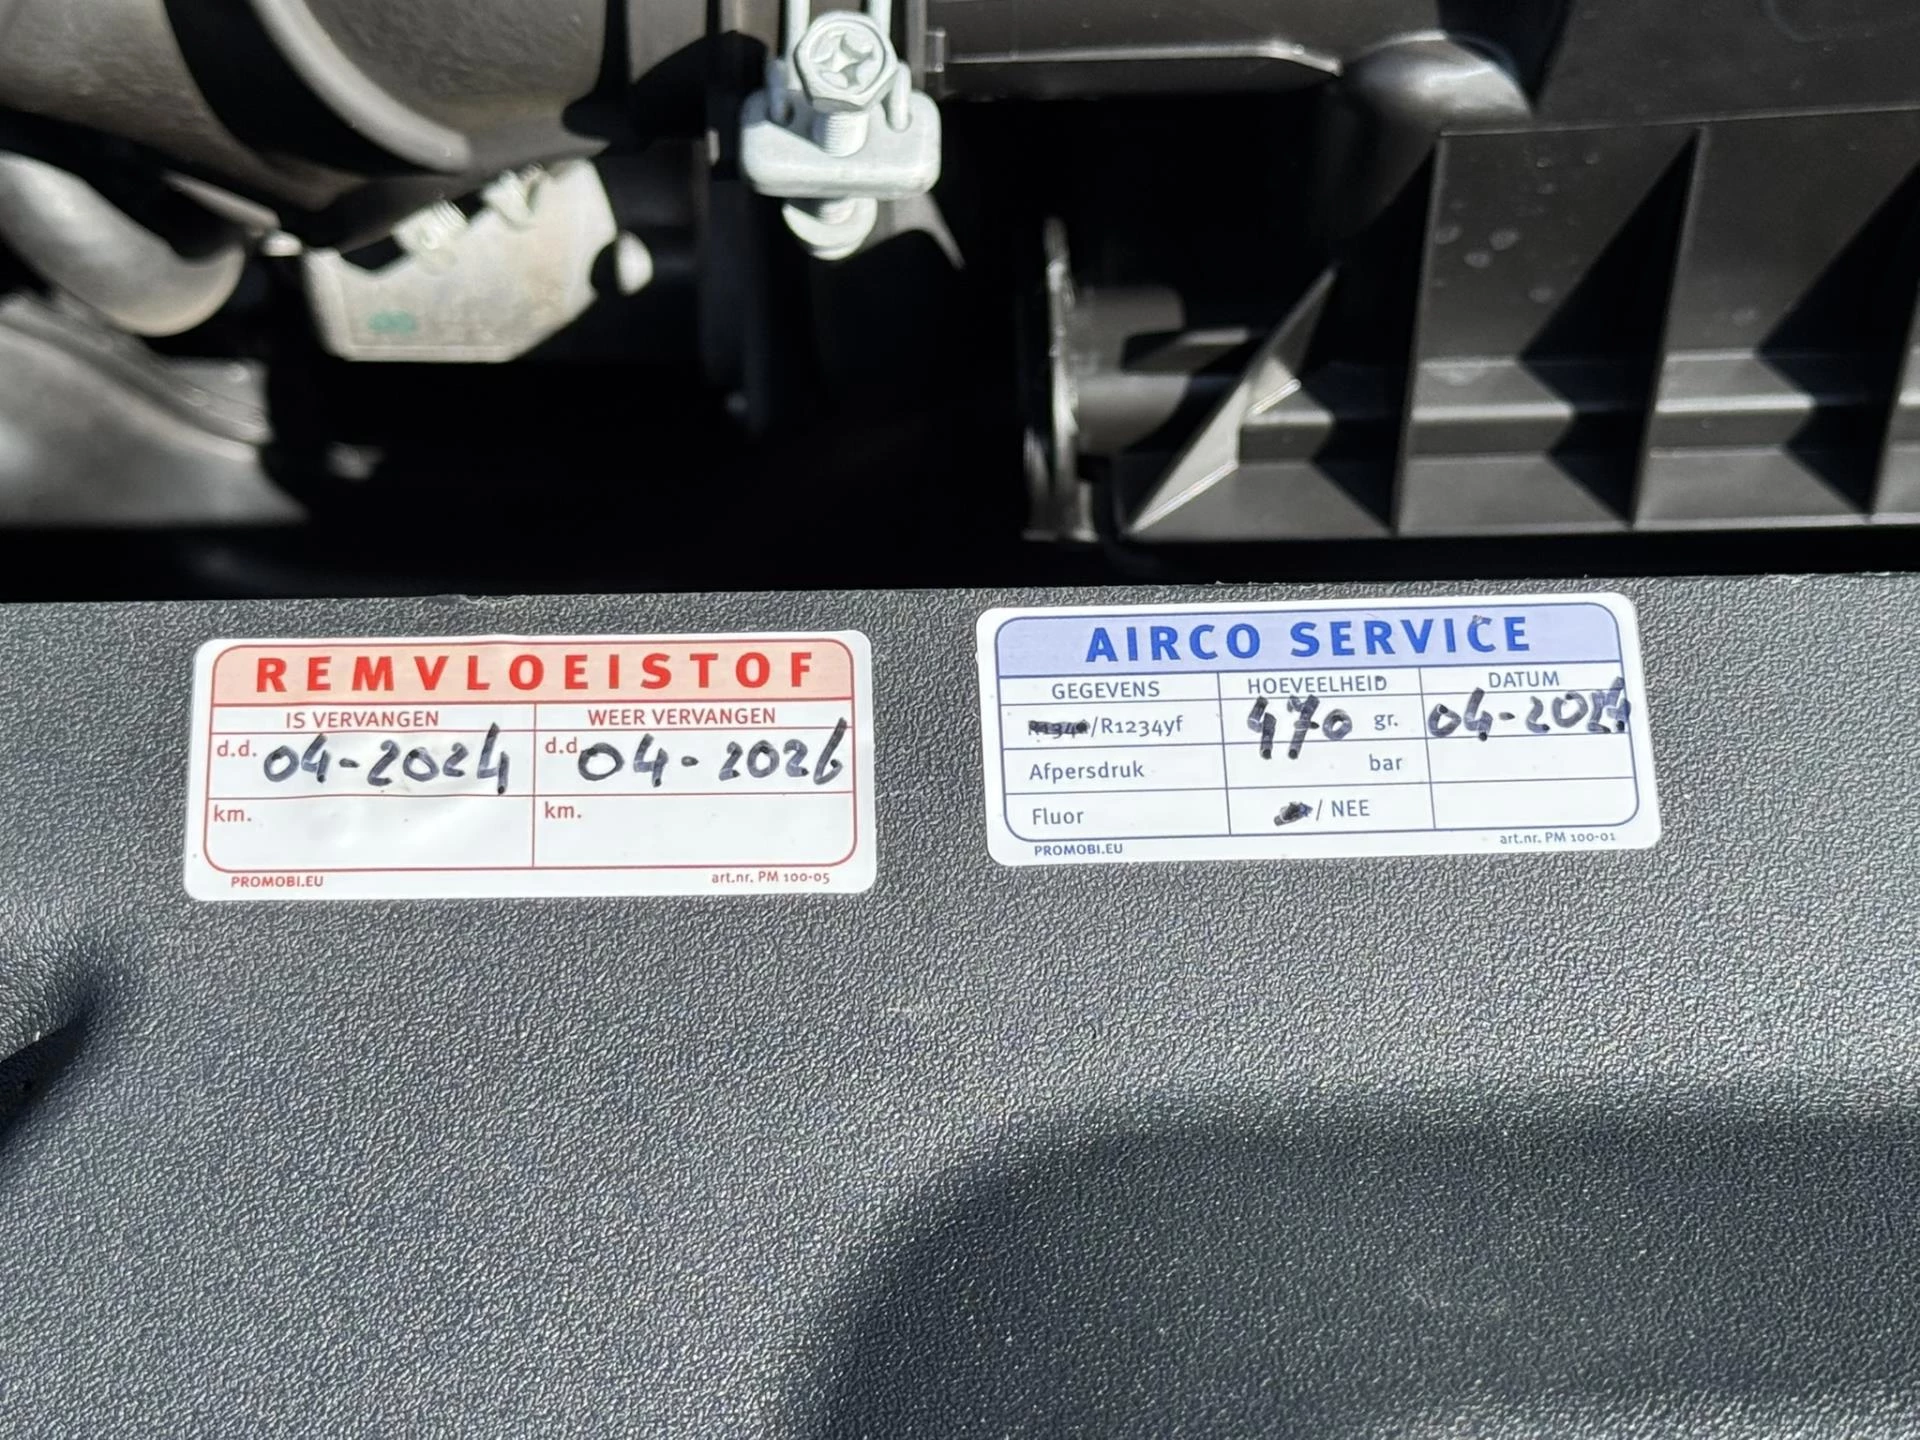 REMVLOEISTOF
IS VERVANGEN WEER VERVANGEN
d.d. 04-2024 d.d. 04-2026
km. km.
PROMOBI.EU art.nr. PM 100-05
AIRCO SERVICE
GEGEVENS HOEVEELHEID DATUM
/R1234yf 470 gr. 04-2024
Afpersdruk bar
Fluor / NEE
PROMOBI.EU art.nr. PM 100-01